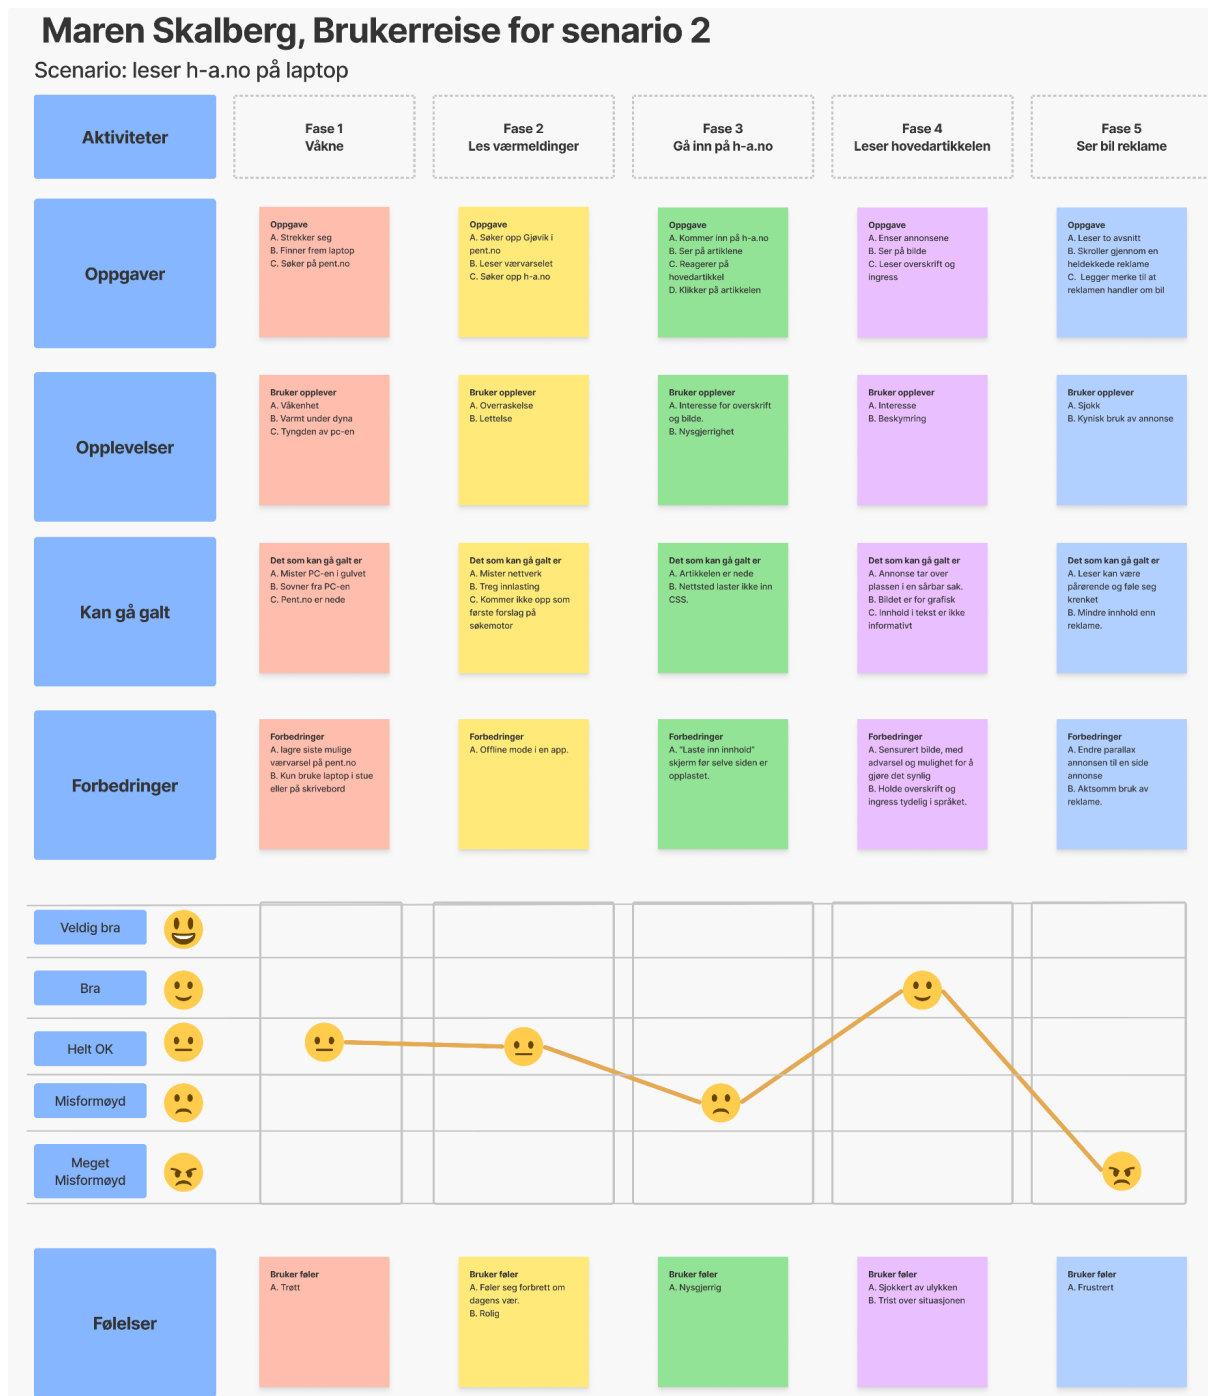 Maren Skalberg, Brukerreise for senario 2
Scenario: leser h-a.no på laptop
Aktiviteter
Fase 1
Våkne
Fase 2
Les værmeldinger
Fase 3
Gå inn på h-a.no
Fase 4
Leser hovedartikkelen
Fase 5
Ser bil reklame
Oppgaver
Oppgave
A. Strekker seg
B. Finner frem laptop
C. Søker på pent.no
Oppgave
A. Søker opp Gjøvik i
pent.no
B. Leser værvarselet
C. Søker opp h-a.no
Oppgave
A. Kommer inn på h-a.no
B. Ser på artiklene
C. Reagerer på
hovedartikkel
D. Klikker på artikkelen
Oppgave
A. Enser annonsene
B. Ser på bilde
C. Leser overskrift og
ingress
Oppgave
A. Leser to avsnitt
B. Skroller gjennom en
heldekkede reklame
C. Legger merke til at
reklamen handler om bil
Opplevelser
Bruker opplever
A. Våkenhet
B. Varmt under dyna
C. Tyngden av pc-en
Bruker opplever
A. Overraskelse
B. Lettelse
Bruker opplever
A. Interesse for overskrift
og bilde.
B. Nysgjerrighet
Bruker opplever
A. Interesse
B. Beskymring
Bruker opplever
A. Sjokk
B. Kynisk bruk av annonse
Kan gå galt
Det som kan gå galt er
A. Mister PC-en i gulvet
B. Sovner fra PC-en
C. Pent.no er nede
Det som kan gå galt er
A. Mister nettverk
B. Treg innlasting
C. Kommer ikke opp som
første forslag på
søkemotor
Det som kan gå galt er
A. Artikkelen er nede
B. Nettsted laster ikke inn
CSS.
Det som kan gå galt er
A. Annonse tar over
plassen i en sårbar sak.
B. Bildet er for grafisk
C. Innhold i tekst er ikke
informativt
Det som kan gå galt er
A. Leser kan være
pårørende og føle seg
krenket
B. Mindre innhold enn
reklame.
Forbedringer
Forbedringer
A. lagre siste mulige
værvarsel på pent.no
B. Kun bruke laptop i stue
eller på skrivebord
Forbedringer
A. Offline mode i en app.
Forbedringer
A. "Laste inn innhold"
skjerm før selve siden er
opplastet.
Forbedringer
A. Sensurert bilde, med
advarsel og mulighet for å
gjøre det synlig
B. Holde overskrift og
ingress tydelig i språket.
Forbedringer
A. Endre parallax
annonsen til en side
annonse
B. Aktsomm bruk av
reklame.
Veldig bra
Bra
Helt OK
Misformøyd
Meget
Misformøyd
Følelser
Bruker føler
A. Trøtt
Bruker føler
A. Føler seg forbrett om
dagens vær.
B. Rolig
Bruker føler
A. Nysgjerrig
Bruker føler
A. Sjokkert av ulykken
B. Trist over situasjonen
Bruker føler
A. Frustrert